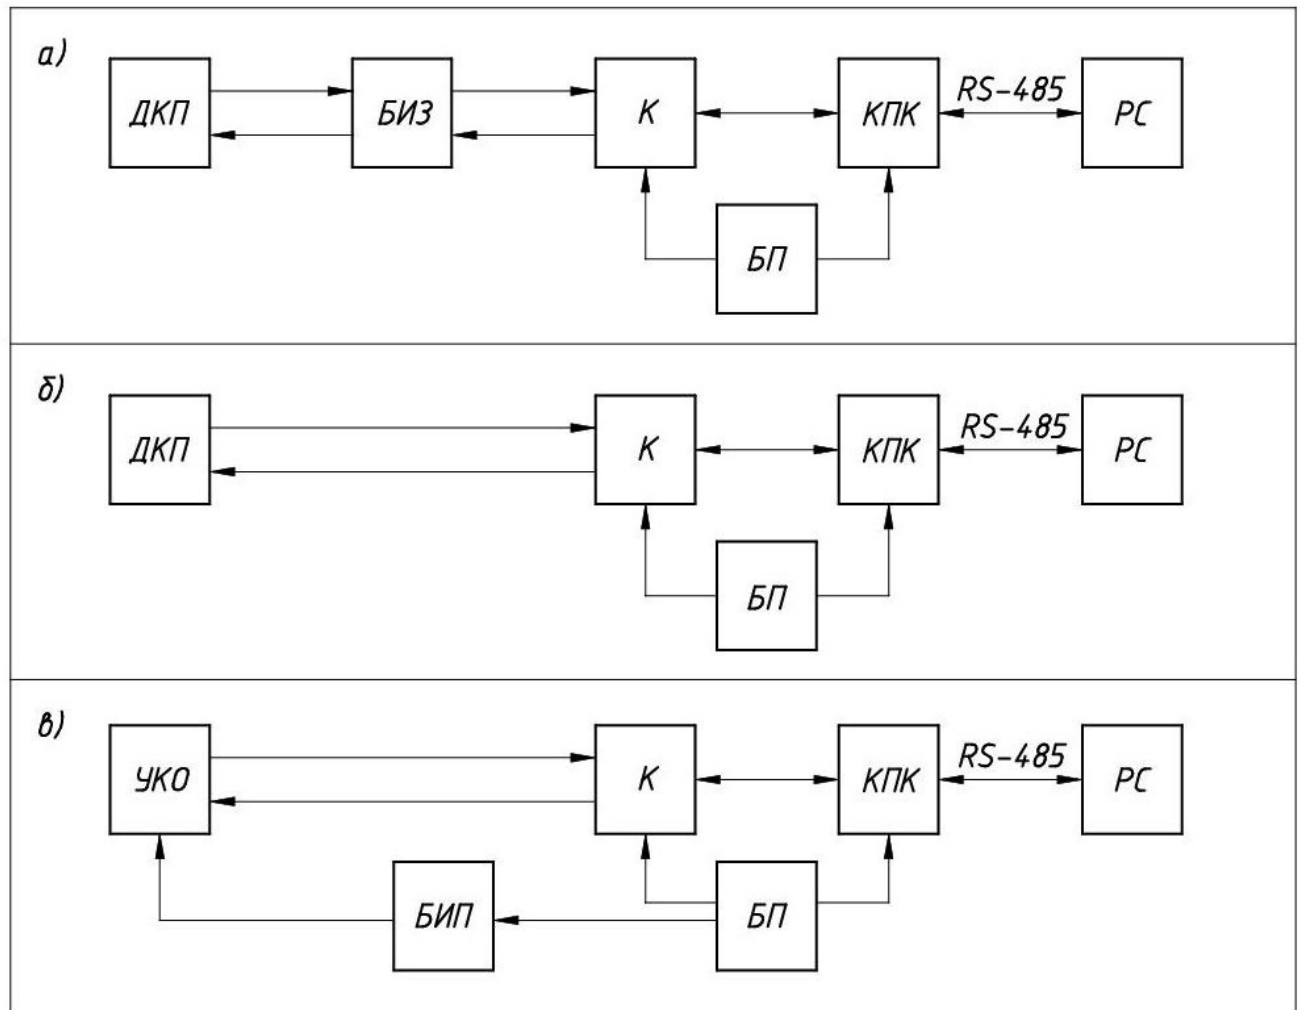 а)
ДКП БИЗ К КПК RS-485 РС
БП
б)
ДКП К КПК RS-485 РС
БП
в)
УКО К КПК RS-485 РС
БИП БП